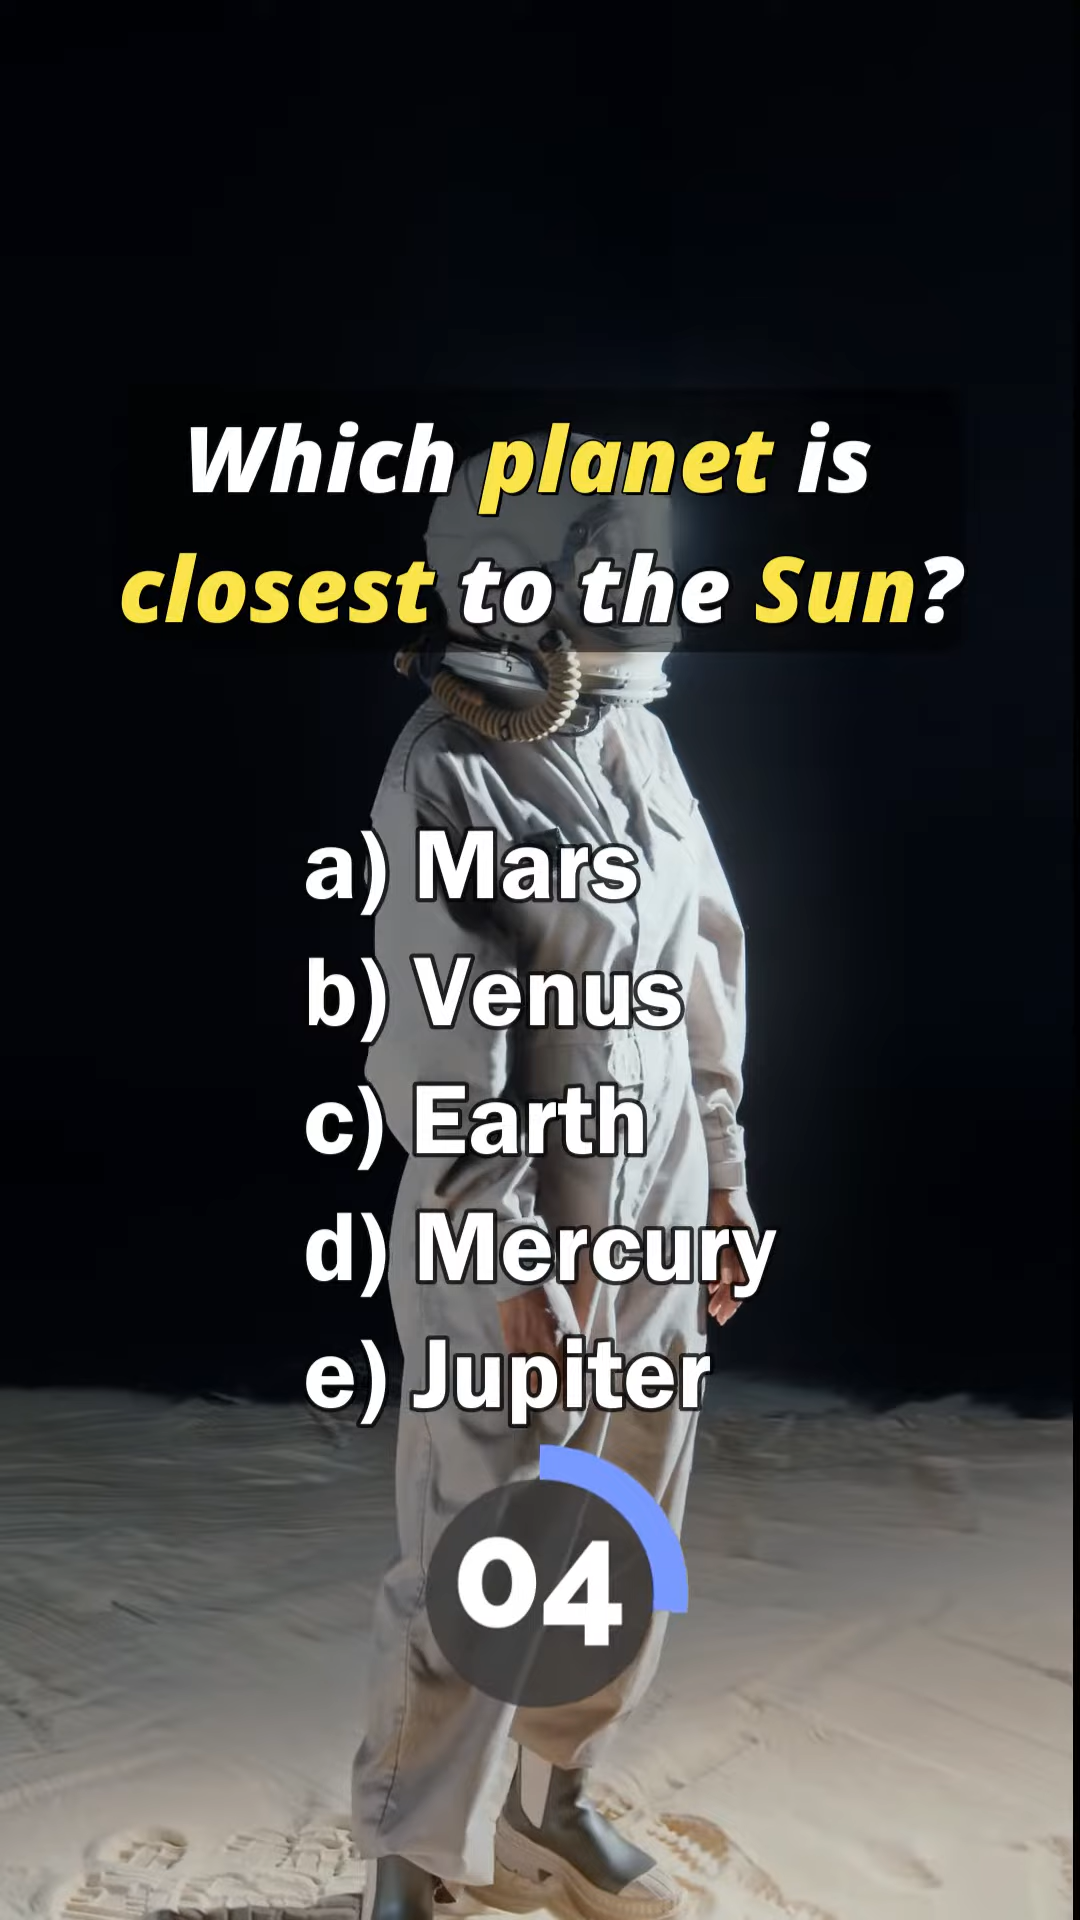 Which planet is
closest to the Sun?
a) Mars
b) Venus
c) Earth
d) Mercury
e) Jupiter
04